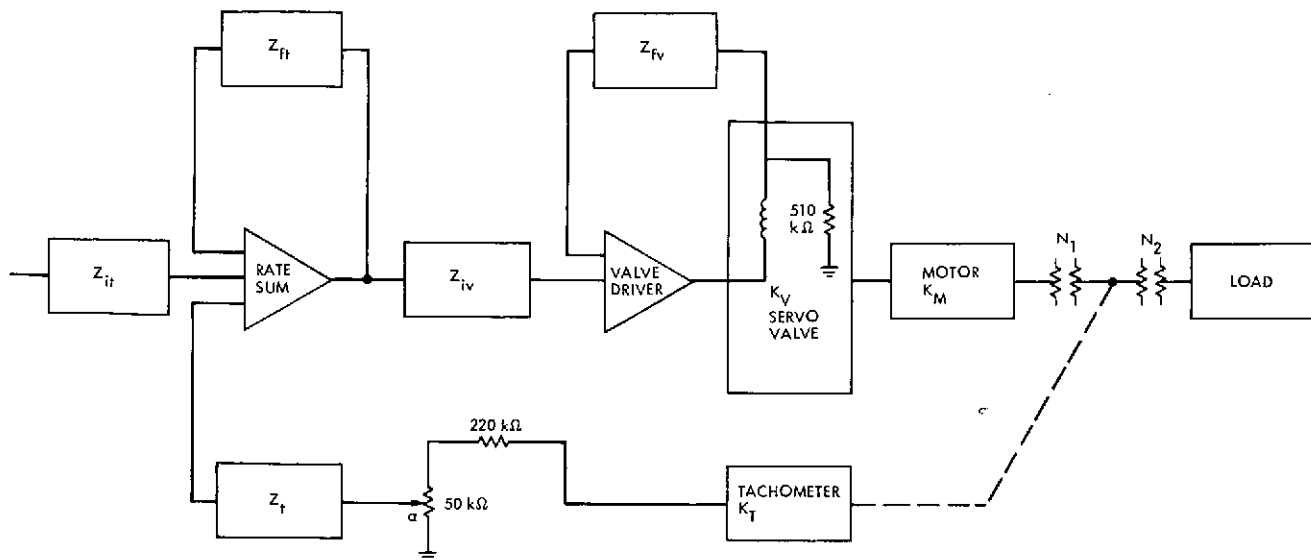 Z_ft
Z_fv
Z_it
RATE
SUM
Z_iv
VALVE
DRIVER
510
kΩ
K_V
SERVO
VALVE
MOTOR
K_M
N_1
N_2
LOAD
220 kΩ
Z_t
α
50 kΩ
TACHOMETER
K_T